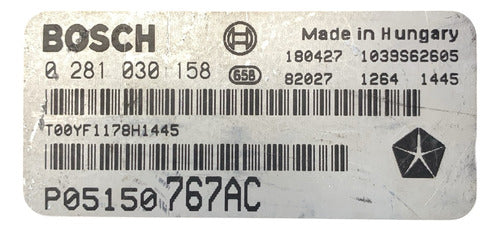 BOSCH Made in Hungary
0 281 030 158 658 180427 1039S62605
82027 1264 1445
T00YF1178H1445
P05150767AC